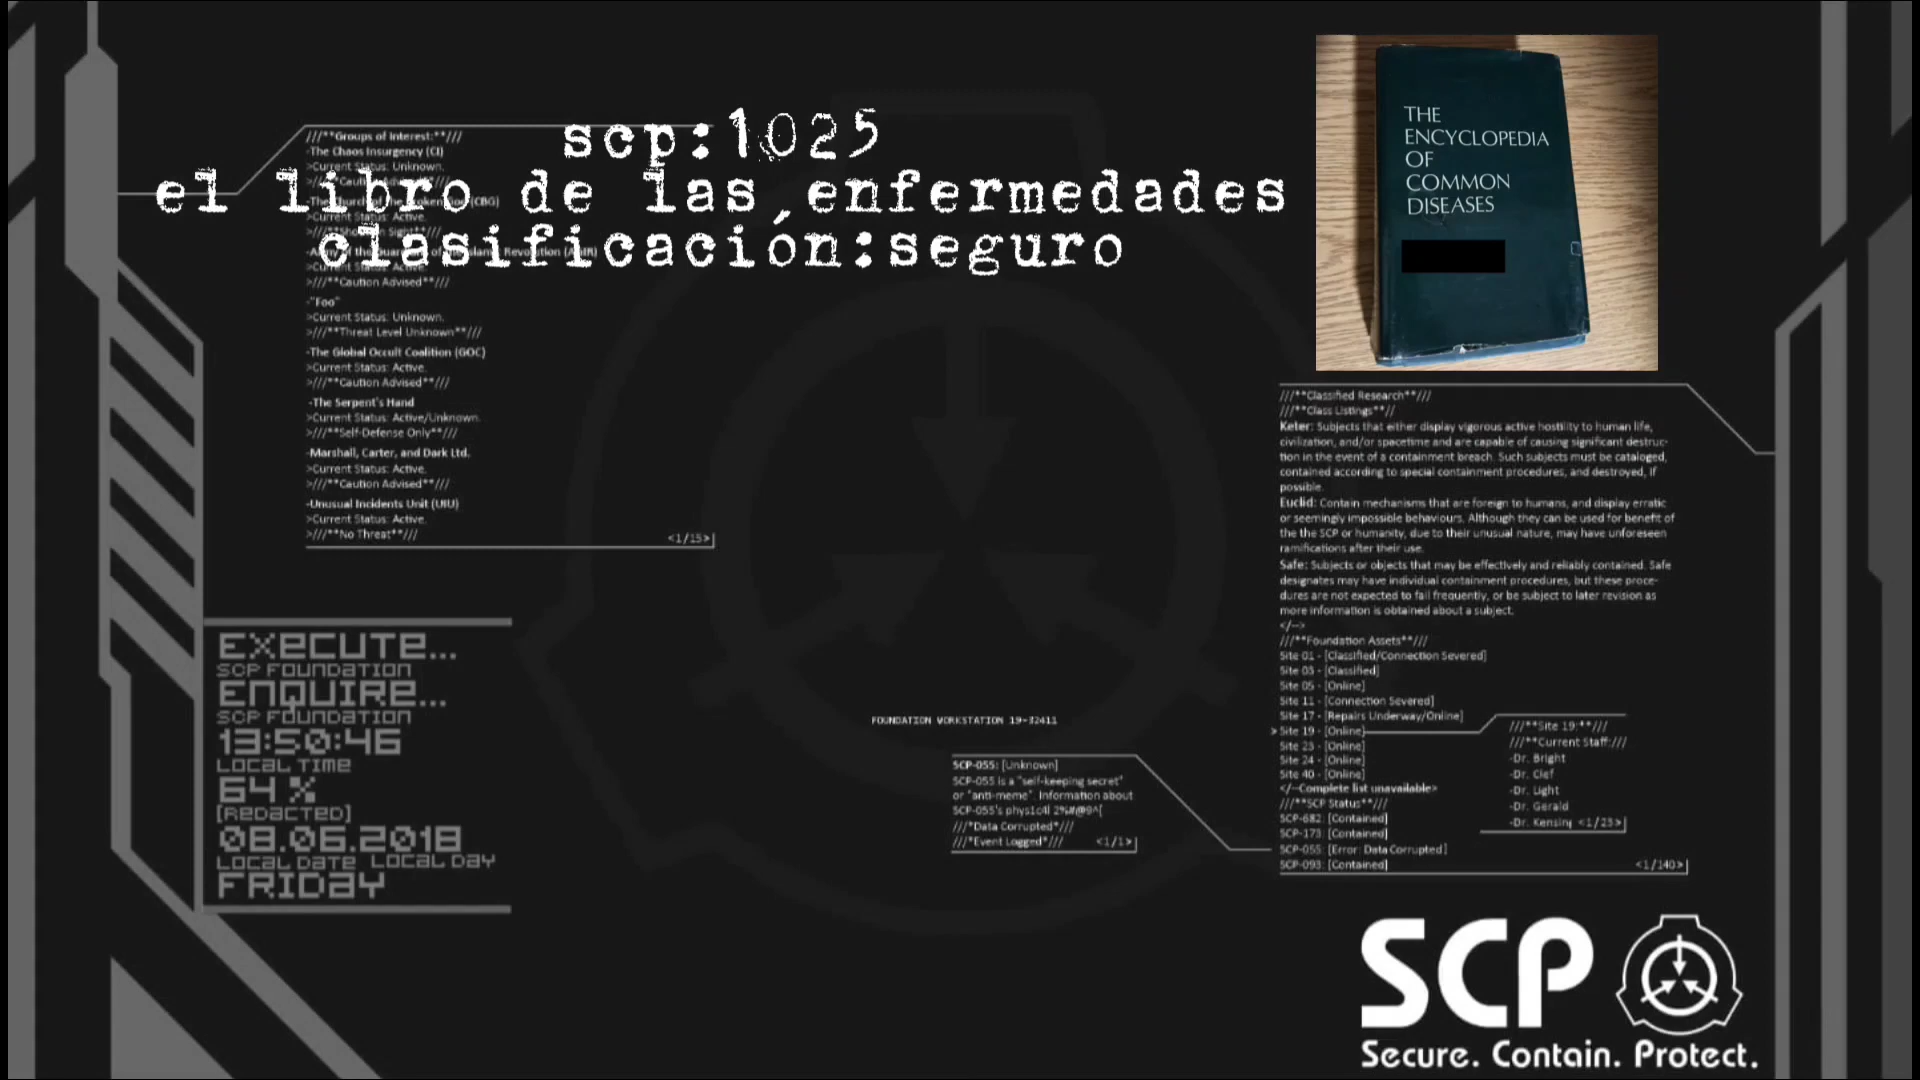 scp:1025
el libro de las enfermedades
clasificación:seguro
THE
ENCYCLOPEDIA
OF
COMMON
DISEASES
///**Groups of Interest:**///
-The Chaos Insurgency (CI)
>Current Status: Unknown.
>Current Status: Active.
>Current Status: Active.
>///**Caution Advised**///
-"Foo"
>Current Status: Unknown.
>///**Threat Level Unknown**///
-The Global Occult Coalition (GOC)
>Current Status: Active.
>///**Caution Advised**///
-The Serpent's Hand
>Current Status: Active/Unknown.
>///**Self-Defense Only**///
-Marshall, Carter, and Dark Ltd.
>Current Status: Active.
>///**Caution Advised**///
-Unusual Incidents Unit (UIU)
>Current Status: Active.
>///**No Threat**///
<1/15>
///**Classified Research**///
///**Class Listings**//
Keter: Subjects that either display vigorous active hostility to human life,
civilization, and/or spacetime and are capable of causing significant destruc-
tion in the event of a containment breach. Such subjects must be cataloged,
contained according to special containment procedures, and destroyed, if
possible.
Euclid: Contain mechanisms that are foreign to humans, and display erratic
or seemingly impossible behaviours. Although they can be used for benefit of
the the SCP or humanity, due to their unusual nature, may have unforeseen
ramifications after their use.
Safe: Subjects or objects that may be effectively and reliably contained. Safe
designates may have individual containment procedures, but these proce-
dures are not expected to fail frequently, or be subject to later revision as
more information is obtained about a subject.
</-->
///**Foundation Assets**///
Site 01 - [Classified/Connection Severed]
Site 03 - [Classified]
Site 05 - [Online]
Site 11 - [Connection Severed]
Site 17 - [Repairs Underway/Online]
> Site 19 - [Online]
Site 23 - [Online]
Site 24 - [Online]
Site 40 - [Online]
</--Complete list unavailable>
///**SCP Status**///
SCP-682: [Contained]
SCP-173: [Contained]
SCP-055: [Error: Data Corrupted]
SCP-093: [Contained]
<1/140>
///**Site 19:**///
///**Current Staff:///
-Dr. Bright
-Dr. Clef
-Dr. Light
-Dr. Gerald
-Dr. Kensing <1/23>
EXECUTE...
SCP FOUNDATION
ENQUIRE...
SCP FOUNDATION
13:50:46
LOCAL TIME
64 %
[REDACTED]
08.06.2018
LOCAL DATE LOCAL DAY
FRIDAY
FOUNDATION WORKSTATION 19-32411
SCP-055: [Unknown]
SCP-055 is a "self-keeping secret"
or "anti-meme". Information about
SCP-055's phys1c4l 2%#@9^[
///*Data Corrupted*///
///*Event Logged*/// <1/1>
SCP
Secure. Contain. Protect.